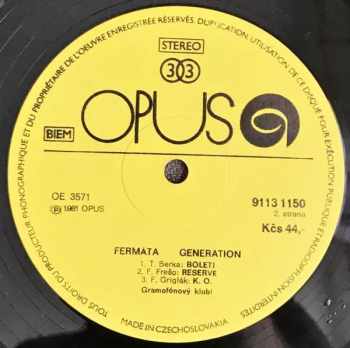 TOUS DROITS DU PRODUCTEUR PHONOGRAPHIQUE ET DU PROPRIÉTAIRE DE L'OEUVRE ENREGISTRÉE RÉSERVÉS. DUPLICATION, UTILISATION DE CE DISQUE POUR EXÉCUTION PUBLIQUE ET RADIODIFFUSION INTERDITES
STEREO
33
OPUS
BIEM
OE 3571
℗ 1981 OPUS
9113 1150
2. strana
Kčs 44,-
FERMATA GENERATION
1. T. Berka: BOLETI
2. F. Frešo: RESERVE
3. F. Griglák: K. O.
Gramofónový klub!
MADE IN CZECHOSLOVAKIA